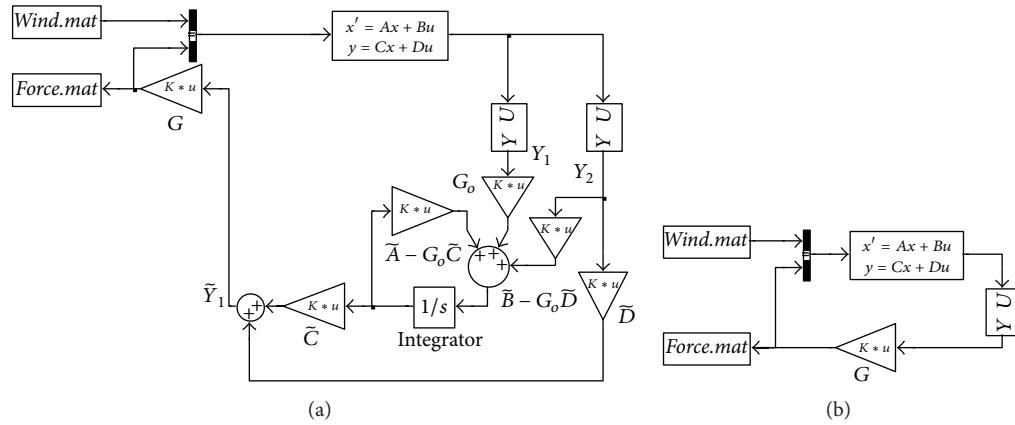 Wind.mat
x′ = Ax + Bu
y = Cx + Du
Force.mat
K ∗ u
G
Y U
Y U
Y₁
Y₂
Gₒ
K ∗ u
K ∗ u
K ∗ u
Ã − GₒC̃
+ + +
B̃ − GₒD̃
K ∗ u
D̃
Ỹ₁
+ +
K ∗ u
C̃
1/s
Integrator
(a)
Wind.mat
x′ = Ax + Bu
y = Cx + Du
Y U
Force.mat
K ∗ u
G
(b)